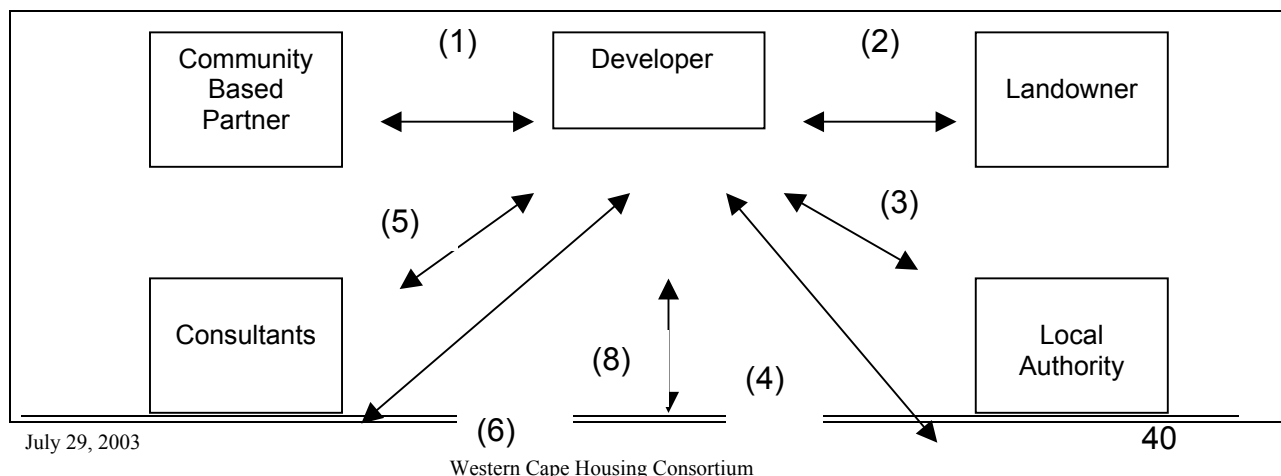 (1)
(2)
Community
Based
Partner
Developer
Landowner
(5)
(3)
Consultants
Local
Authority
(8)
(4)
(6)
July 29, 2003
40
Western Cape Housing Consortium